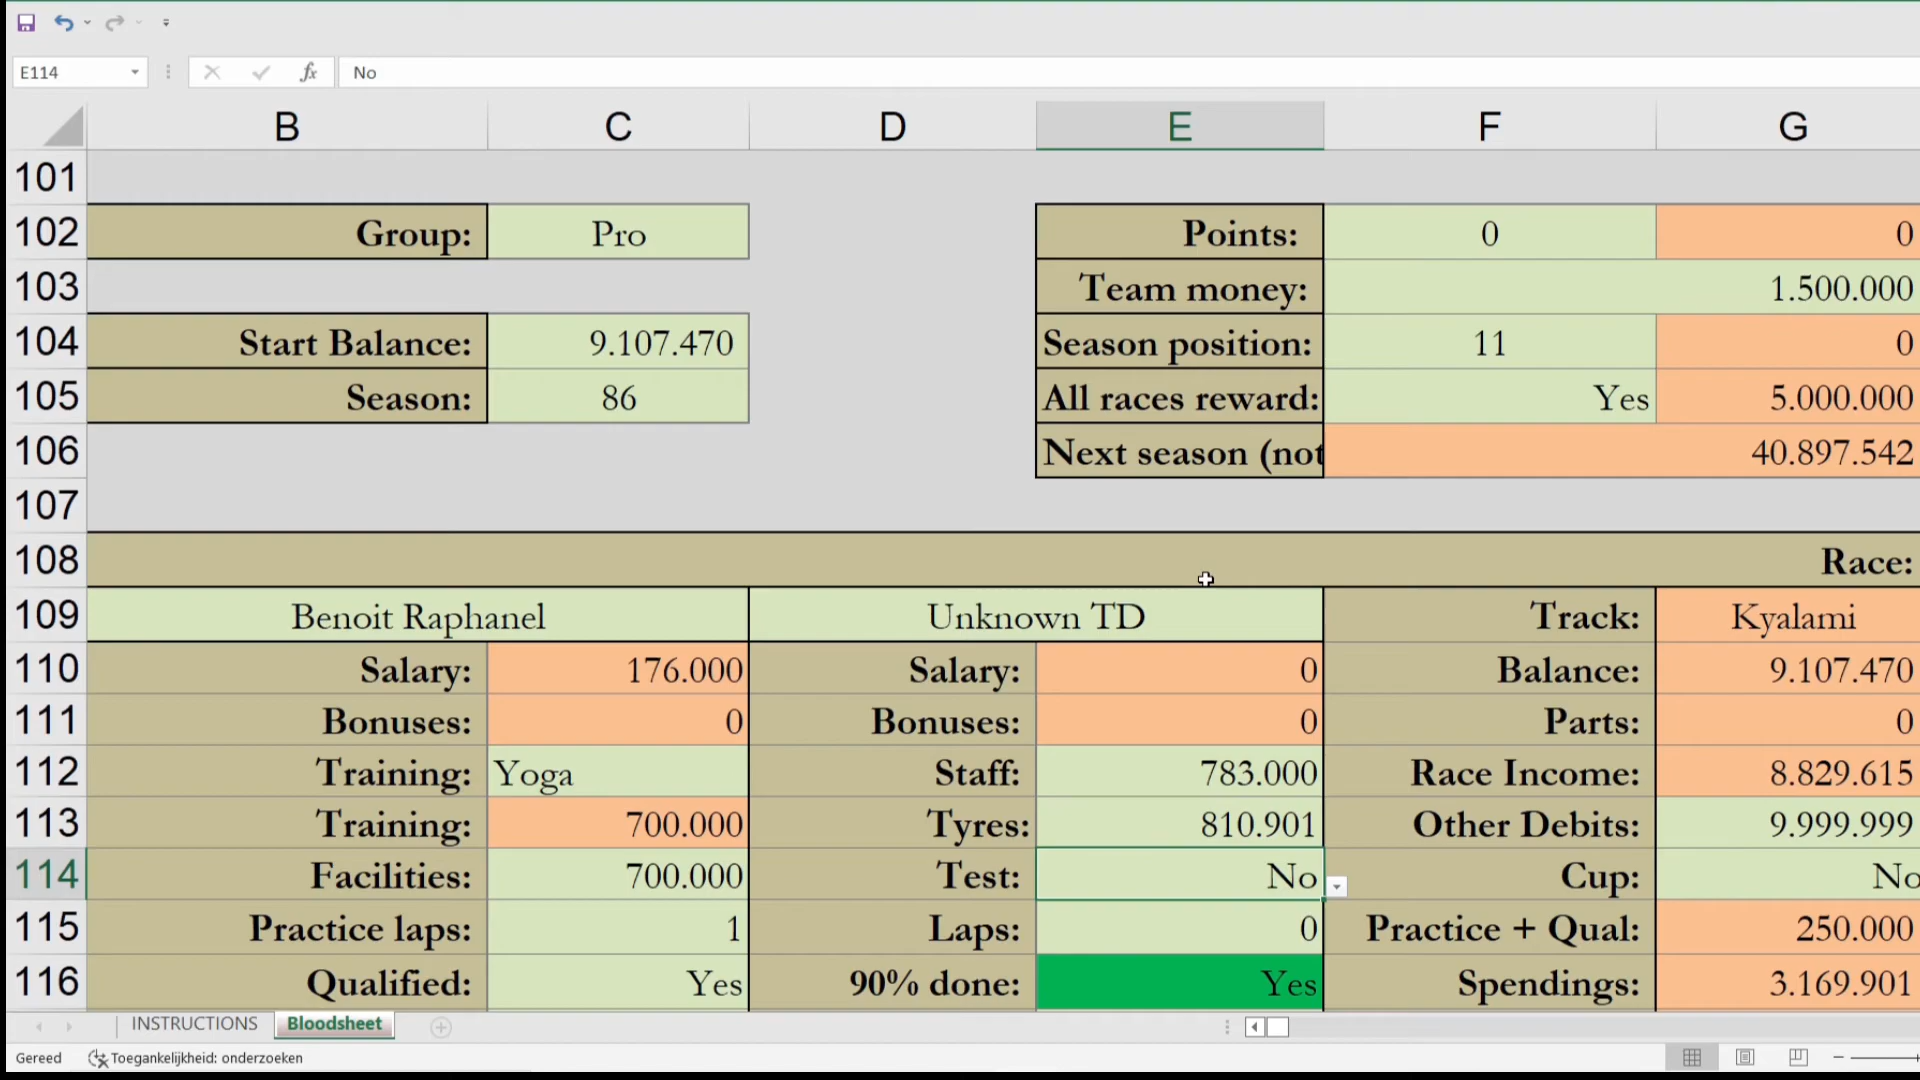 E114 fx No
B C D E F G
101
102 Group: Pro Points: 0 0
103 Team money: 1.500.000
104 Start Balance: 9.107.470 Season position: 11 0
105 Season: 86 All races reward: Yes 5.000.000
106 Next season (not 40.897.542
107
108 Race:
109 Benoit Raphanel Unknown TD Track: Kyalami
110 Salary: 176.000 Salary: 0 Balance: 9.107.470
111 Bonuses: 0 Bonuses: 0 Parts: 0
112 Training: Yoga Staff: 783.000 Race Income: 8.829.615
113 Training: 700.000 Tyres: 810.901 Other Debits: 9.999.999
114 Facilities: 700.000 Test: No Cup: No
115 Practice laps: 1 Laps: 0 Practice + Qual: 250.000
116 Qualified: Yes 90% done: Yes Spendings: 3.169.901
INSTRUCTIONS Bloodsheet
Gereed Toegankelijkheid: onderzoeken